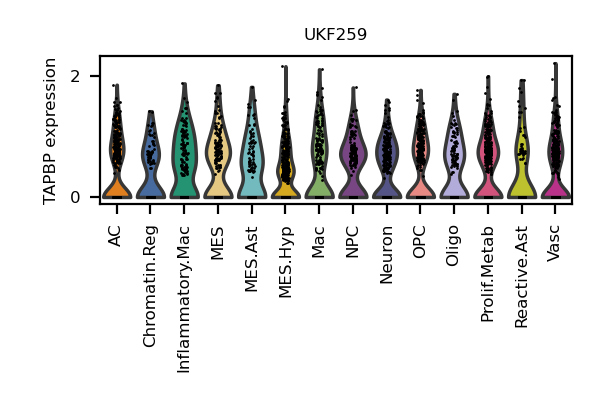 UKF259
TAPBP expression
2
0
AC
Chromatin.Reg
Inflammatory.Mac
MES
MES.Ast
MES.Hyp
Mac
NPC
Neuron
OPC
Oligo
Prolif.Metab
Reactive.Ast
Vasc